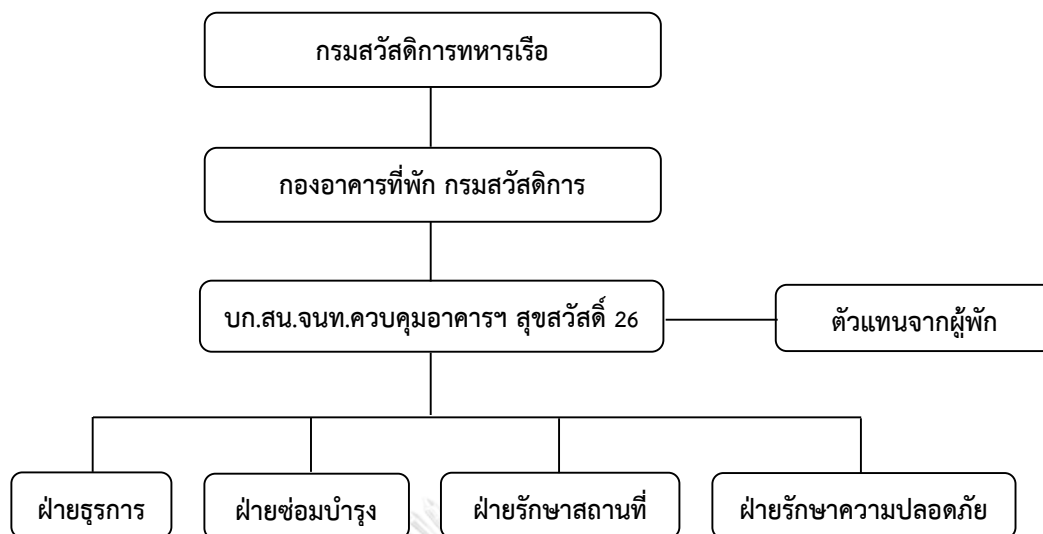 กรมสวัสดิการทหารเรือ
กองอาคารที่พัก กรมสวัสดิการ
บก.สน.จนท.ควบคุมอาคารฯ สุขสวัสดิ์ 26
ตัวแทนจากผู้พัก
ฝ่ายธุรการ
ฝ่ายซ่อมบำรุง
ฝ่ายรักษาสถานที่
ฝ่ายรักษาความปลอดภัย